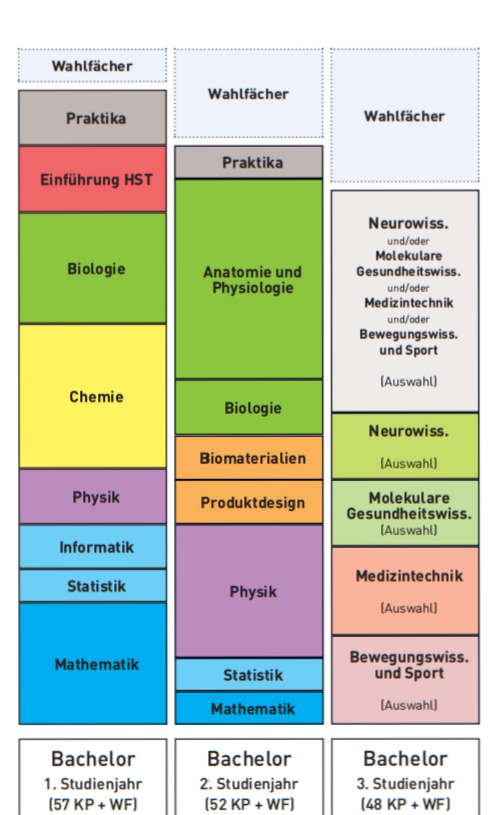 Wahlfächer
Praktika
Einführung HST
Biologie
Chemie
Physik
Informatik
Statistik
Mathematik
Bachelor
1. Studienjahr
(57 KP + WF)
Wahlfächer
Praktika
Anatomie und
Physiologie
Biologie
Biomaterialien
Produktdesign
Physik
Statistik
Mathematik
Bachelor
2. Studienjahr
(52 KP + WF)
Wahlfächer
Neurowiss.
und/oder
Molekulare
Gesundheitswiss.
und/oder
Medizintechnik
und/oder
Bewegungswiss.
und Sport
(Auswahl)
Neurowiss.
(Auswahl)
Molekulare
Gesundheitswiss.
(Auswahl)
Medizintechnik
(Auswahl)
Bewegungswiss.
und Sport
(Auswahl)
Bachelor
3. Studienjahr
(48 KP + WF)